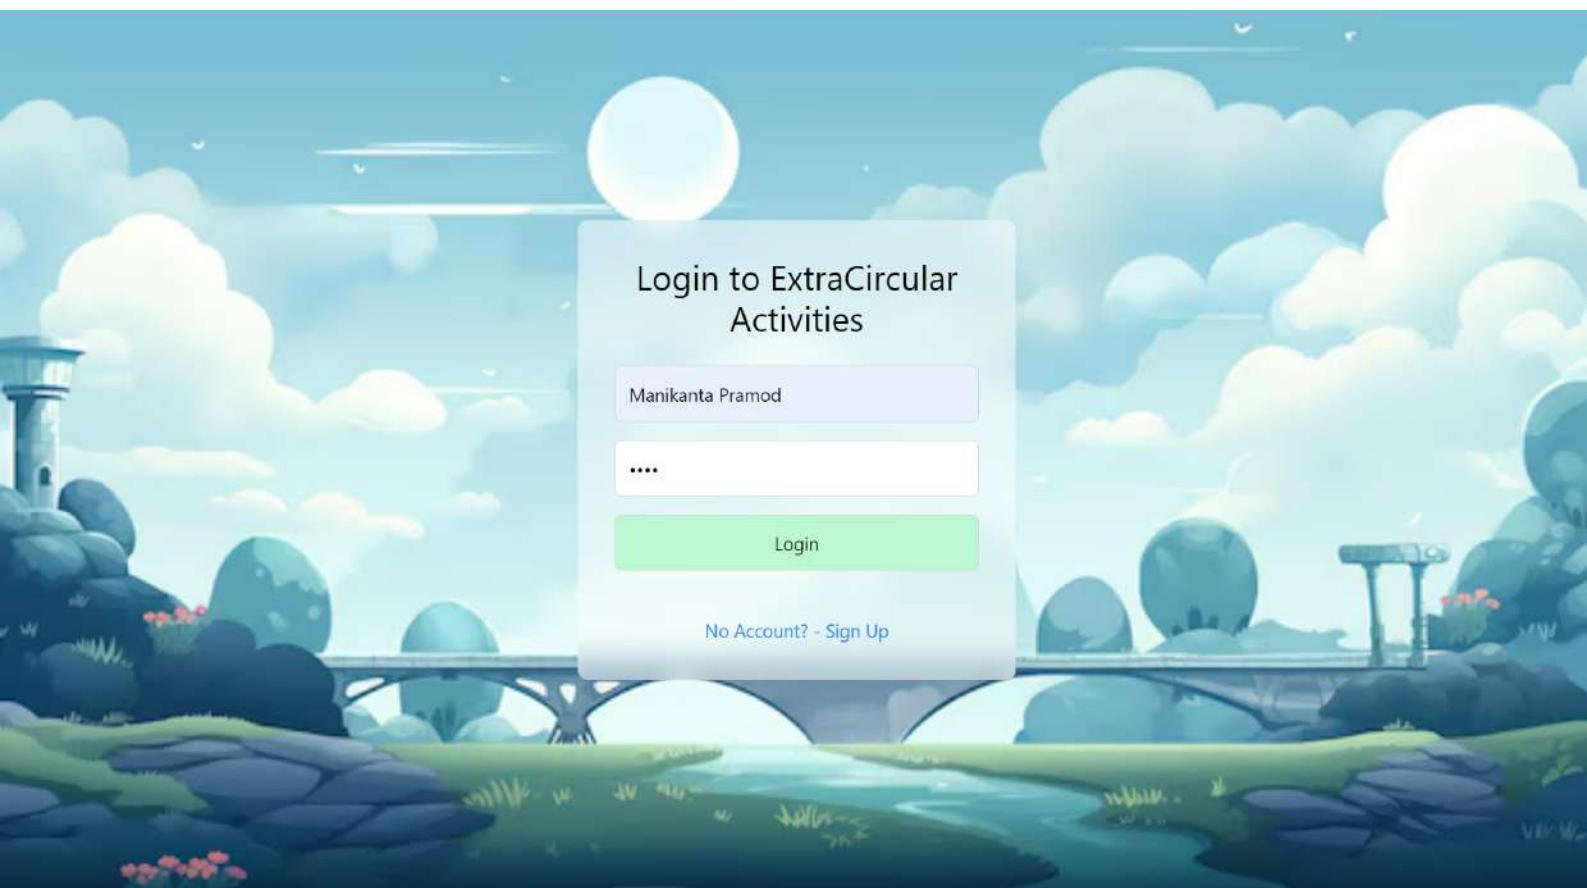 Login to ExtraCircular
Activities
Manikanta Pramod
••••
Login
No Account? - Sign Up